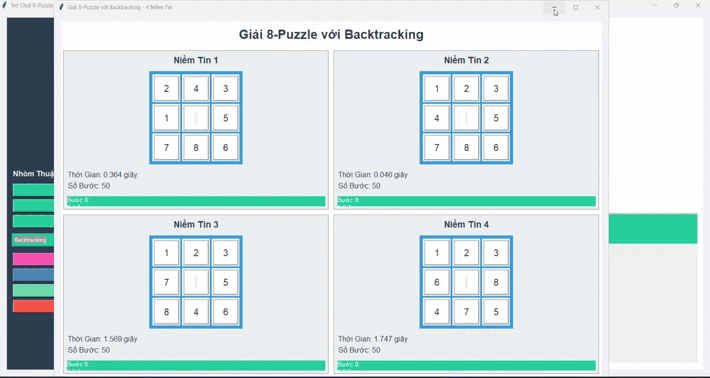 Trò Chơi 8-Puzzle
Giải 8-Puzzle với Backtracking - 4 Niềm Tin
Giải 8-Puzzle với Backtracking
Niềm Tin 1
2 4 3
1 5
7 8 6
Thời Gian: 0.364 giây
Số Bước: 50
Bước 0:
Niềm Tin 2
1 2 3
4 5
7 8 6
Thời Gian: 0.046 giây
Số Bước: 50
Bước 0:
Niềm Tin 3
1 2 3
7 5
8 4 6
Thời Gian: 1.569 giây
Số Bước: 50
Bước 0:
Niềm Tin 4
1 2 3
6 8
4 7 5
Thời Gian: 1.747 giây
Số Bước: 50
Bước 0:
Nhóm Thuậ
Backtracking